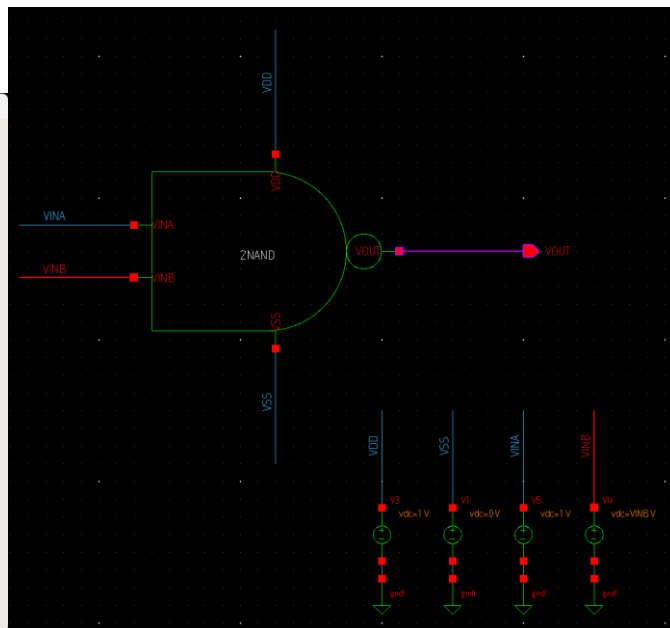 VDD
VDD
VINA
VINA
VOUT
VOUT
2NAND
VINB
VINB
VSS
VSS
VDD
VSS
VINA
VINB
V3
V1
V5
V4
vdc=1 V
vdc=0 V
vdc=1 V
vdc=VINB V
gnd!
gnd!
gnd!
gnd!